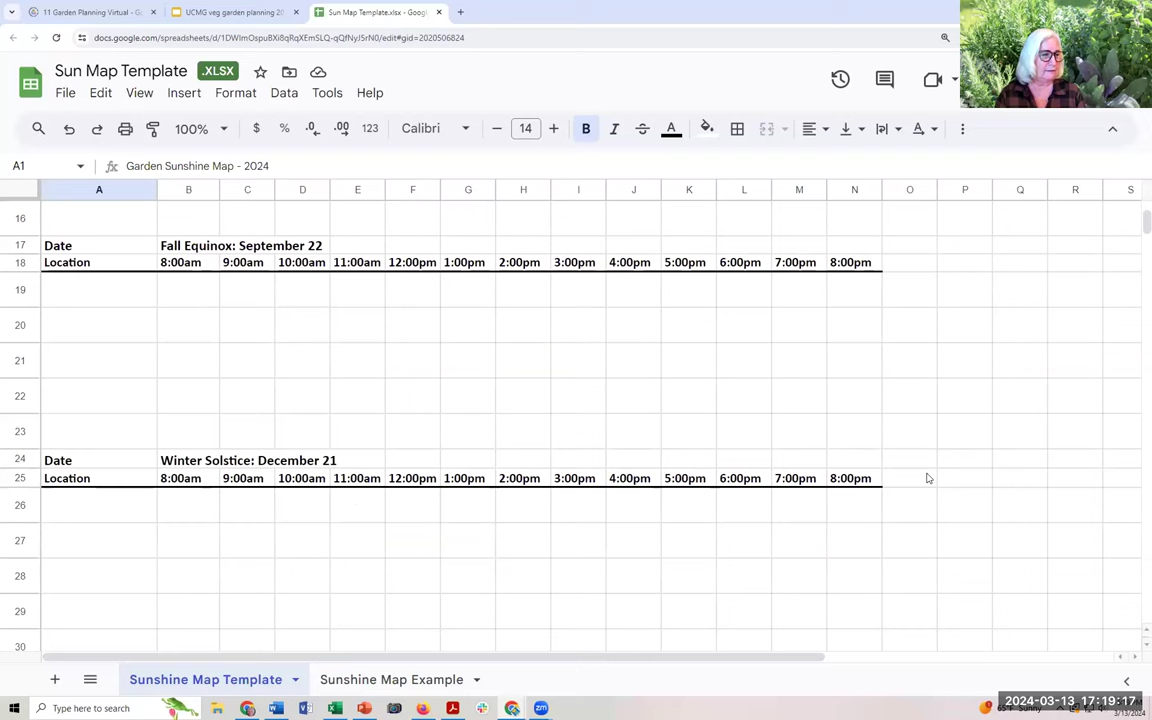 11 Garden Planning Virtual - G
UCMG veg garden planning 20
Sun Map Template.xlsx - Googl
docs.google.com/spreadsheets/d/1DWlmOspuBXi8qRqXEmSLQ-qQfNyJSrN0/edit#gid=2020506824
Sun Map Template .XLSX
File Edit View Insert Format Data Tools Help
100% $ % .0 .00 123 Calibri 14 B I A
A1 Garden Sunshine Map - 2024
A B C D E F G H I J K L M N O P Q R S
16
17 Date Fall Equinox: September 22
18 Location 8:00am 9:00am 10:00am 11:00am 12:00pm 1:00pm 2:00pm 3:00pm 4:00pm 5:00pm 6:00pm 7:00pm 8:00pm
19
20
21
22
23
24 Date Winter Solstice: December 21
25 Location 8:00am 9:00am 10:00am 11:00am 12:00pm 1:00pm 2:00pm 3:00pm 4:00pm 5:00pm 6:00pm 7:00pm 8:00pm
26
27
28
29
30
Sunshine Map Template Sunshine Map Example
Type here to search
2024-03-13 17:19:17
3/13/2024